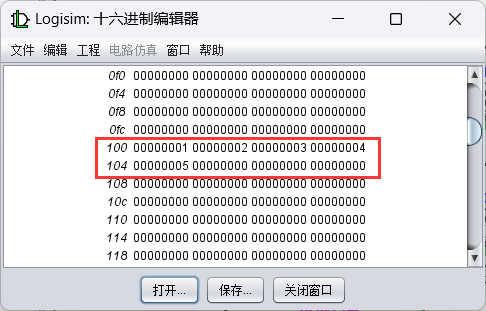 Logisim: 十六进制编辑器
文件 编辑 工程 电路仿真 窗口 帮助
0f0 00000000 00000000 00000000 00000000
0f4 00000000 00000000 00000000 00000000
0f8 00000000 00000000 00000000 00000000
0fc 00000000 00000000 00000000 00000000
100 00000001 00000002 00000003 00000004
104 00000005 00000000 00000000 00000000
108 00000000 00000000 00000000 00000000
10c 00000000 00000000 00000000 00000000
110 00000000 00000000 00000000 00000000
114 00000000 00000000 00000000 00000000
118 00000000 00000000 00000000 00000000
打开... 保存... 关闭窗口